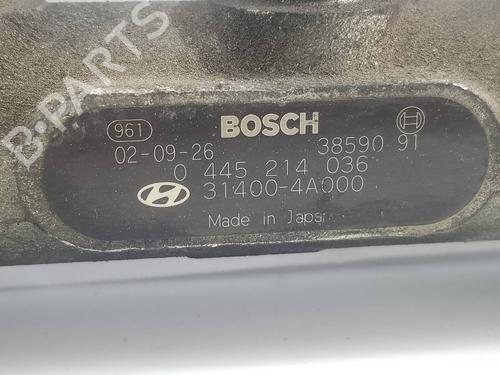 B-PARTS
961 BOSCH
02-09-26 38590 91
0 445 214 036
31400-4A000
Made in Japan